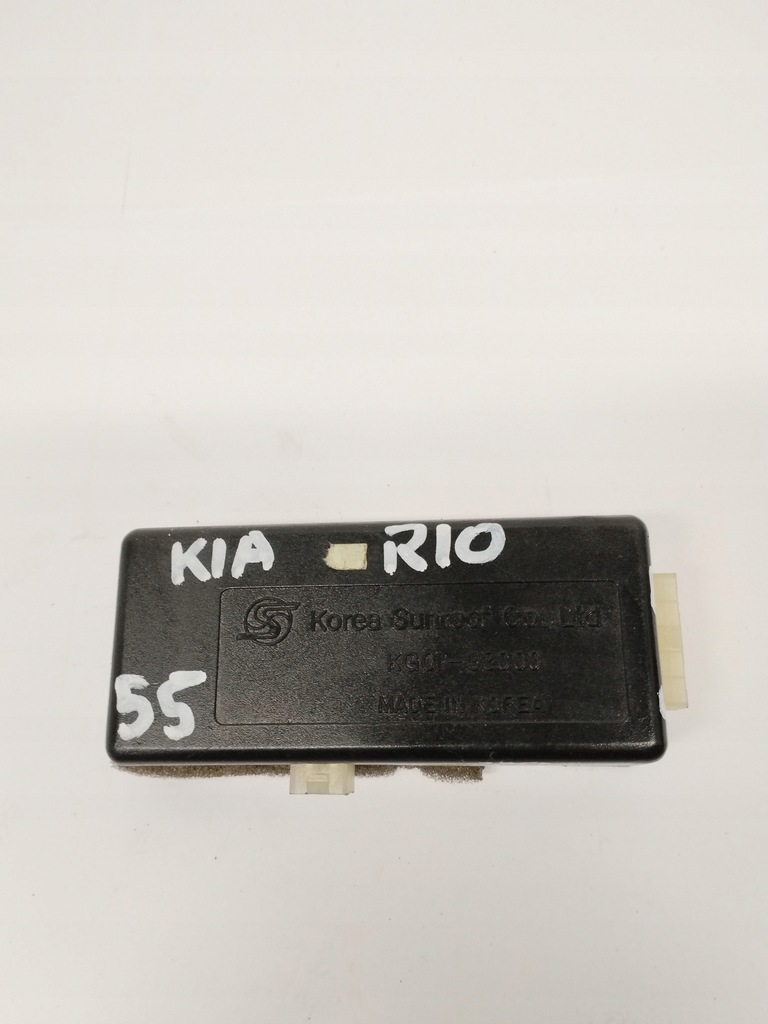 KIA RIO
Korea Sunroof Co., Ltd
MADE IN KOREA
55